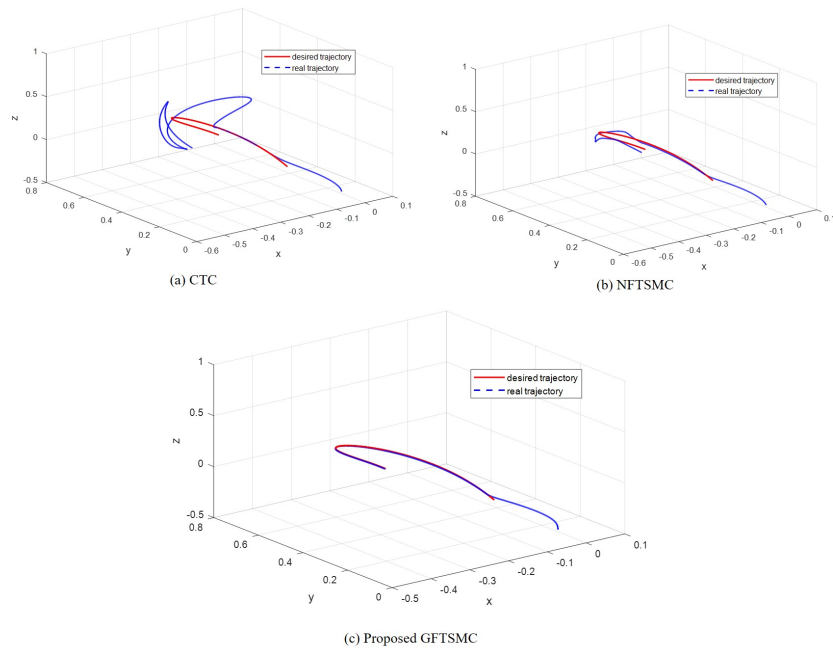 desired trajectory
real trajectory
1
0.5
z
0
-0.5
0.8
0.6
0.4
y
0.2
0
-0.6
-0.5
-0.4
-0.3
x
-0.2
-0.1
0
0.1
(a) CTC
desired trajectory
real trajectory
1
0.5
z
0
-0.5
0.8
0.6
0.4
y
0.2
0
-0.6
-0.5
-0.4
-0.3
x
-0.2
-0.1
0
0.1
(b) NFTSMC
desired trajectory
real trajectory
1
0.5
z
0
-0.5
0.8
0.6
0.4
y
0.2
0
-0.5
-0.4
-0.3
x
-0.2
-0.1
0
0.1
(c) Proposed GFTSMC